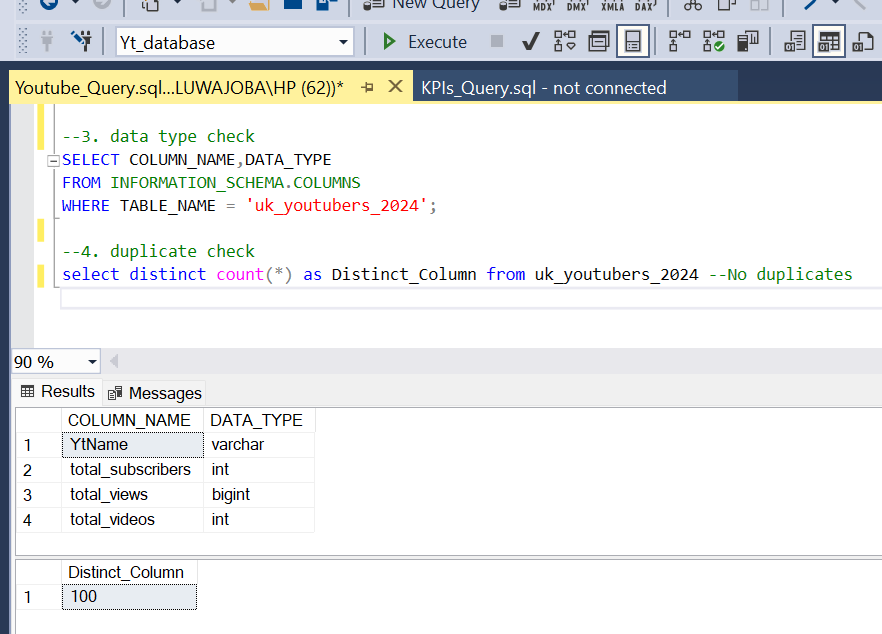 New Query
MDX
DMX
XMLA
DAX
Yt_database
Execute
Youtube_Query.sql...LUWAJOBA\HP (62))*
KPIs_Query.sql - not connected
--3. data type check
SELECT COLUMN_NAME,DATA_TYPE
FROM INFORMATION_SCHEMA.COLUMNS
WHERE TABLE_NAME = 'uk_youtubers_2024';
--4. duplicate check
select distinct count(*) as Distinct_Column from uk_youtubers_2024 --No duplicates
90 %
Results Messages
COLUMN_NAME DATA_TYPE
1 YtName varchar
2 total_subscribers int
3 total_views bigint
4 total_videos int
Distinct_Column
1 100